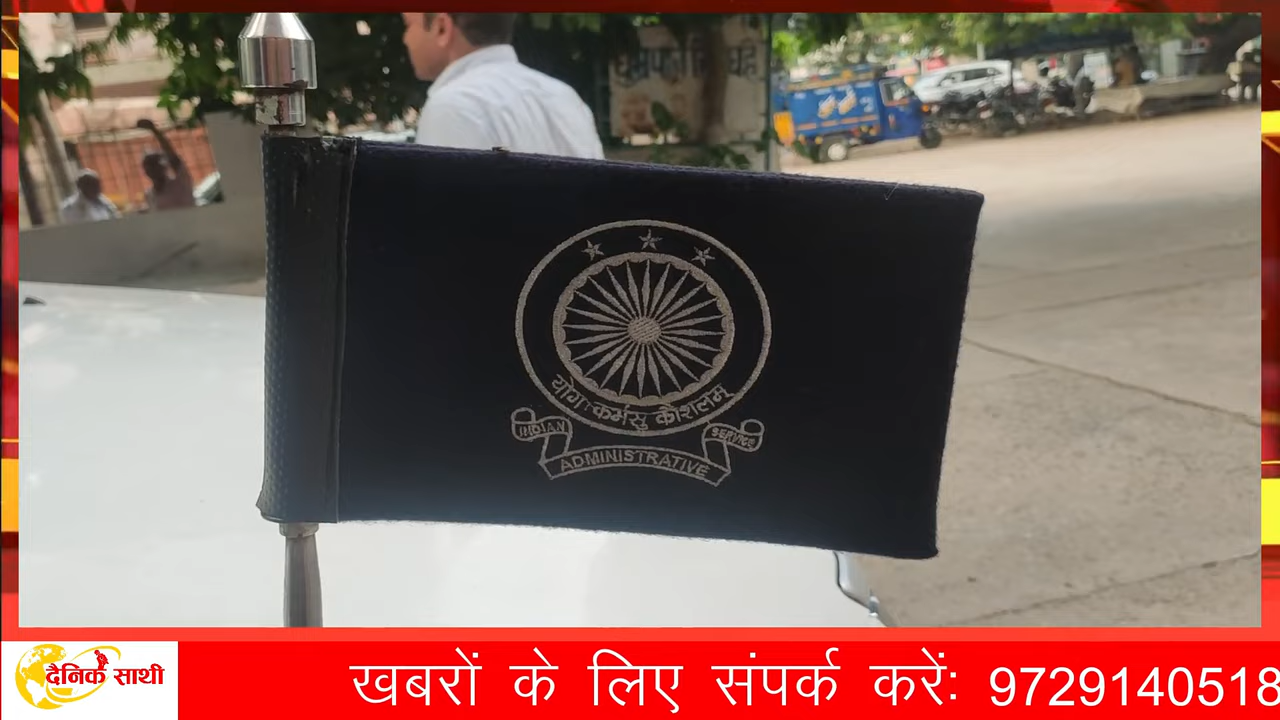 योगः कर्मसु कौशलम्
INDIAN
ADMINISTRATIVE
SERVICE
दैनिक साथी
खबरों के लिए संपर्क करें: 9729140518